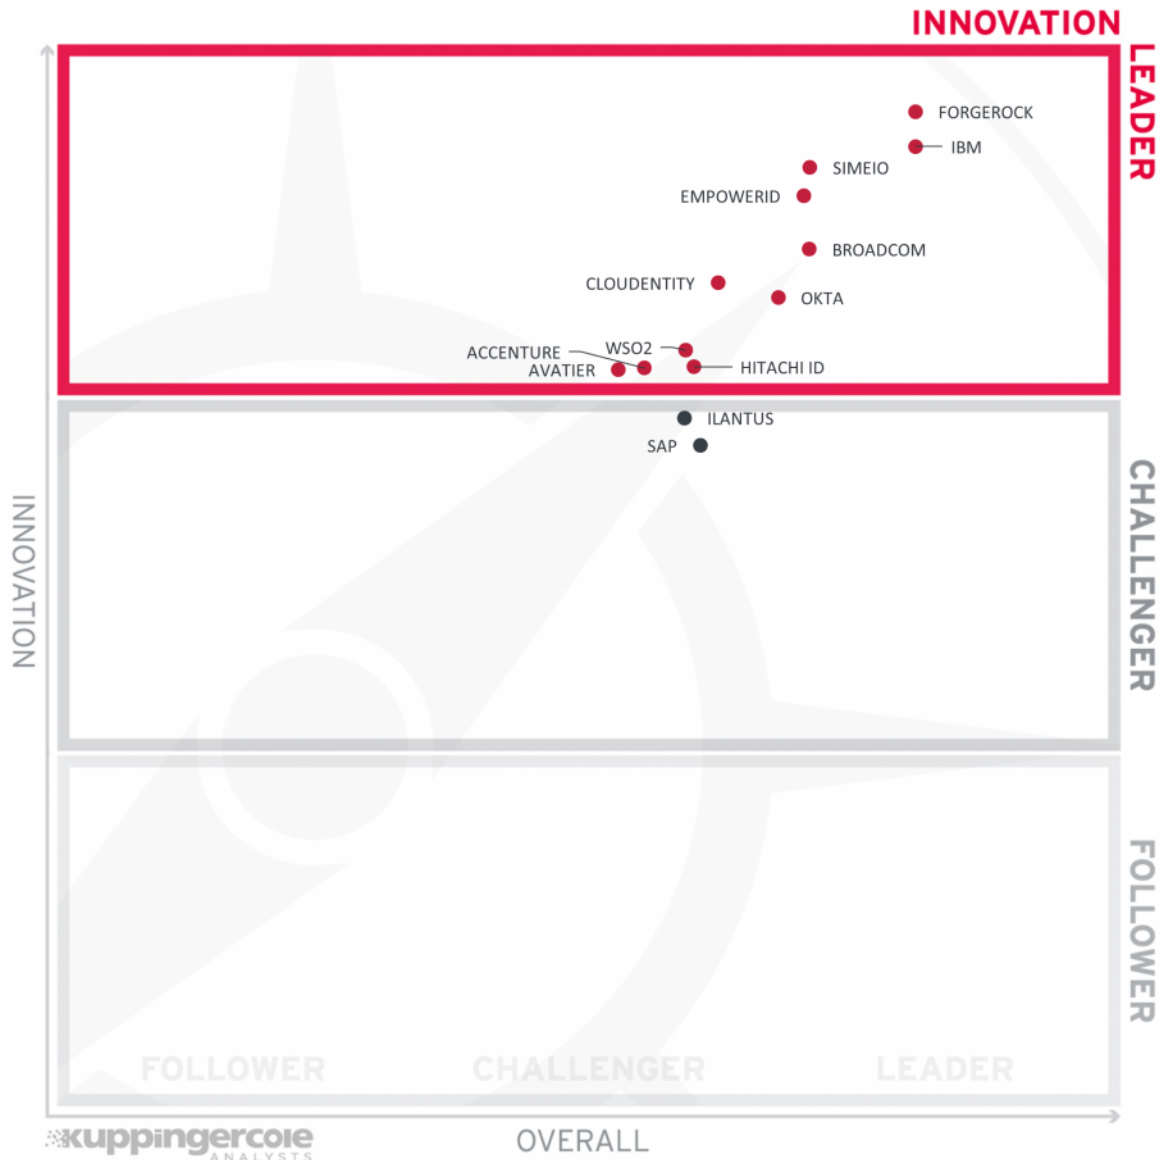 INNOVATION
LEADER
FORGEROCK
IBM
SIMEIO
EMPOWERID
BROADCOM
CLOUDENTITY
OKTA
WSO2
ACCENTURE
AVATIER
HITACHI ID
ILANTUS
SAP
CHALLENGER
INNOVATION
FOLLOWER
FOLLOWER CHALLENGER LEADER
OVERALL
kuppingercole
ANALYSTS